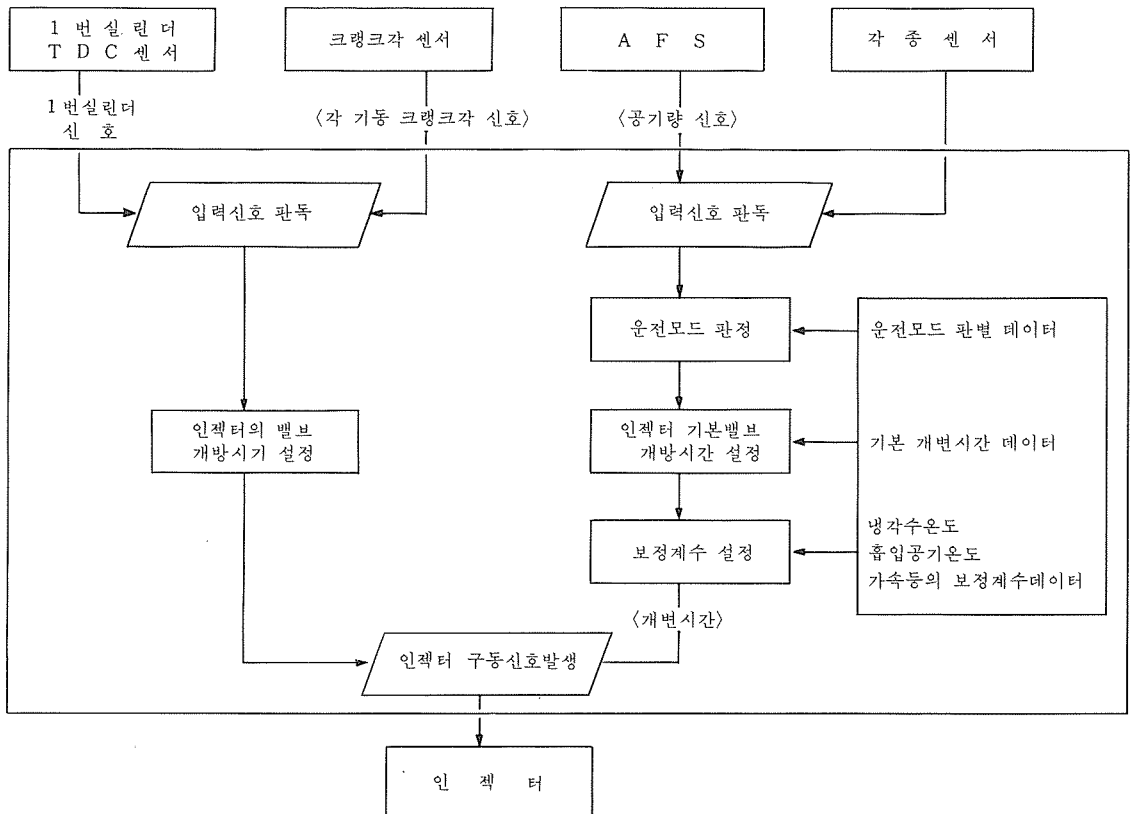 1 번 실 린 더
T D C 센 서
크랭크각 센서
A F S
각 종 센 서
1번실린더
신 호
〈각 기동 크랭크각 신호〉
〈공기량 신호〉
입력신호 판독
입력신호 판독
운전모드 판정
운전모드 판별 데이터
인젝터의 밸브
개방시기 설정
인젝터 기본밸브
개방시간 설정
기본 개변시간 데이터
보정계수 설정
냉각수온도
흡입공기온도
가속등의 보정계수데이터
〈개변시간〉
인젝터 구동신호발생
인 젝 터